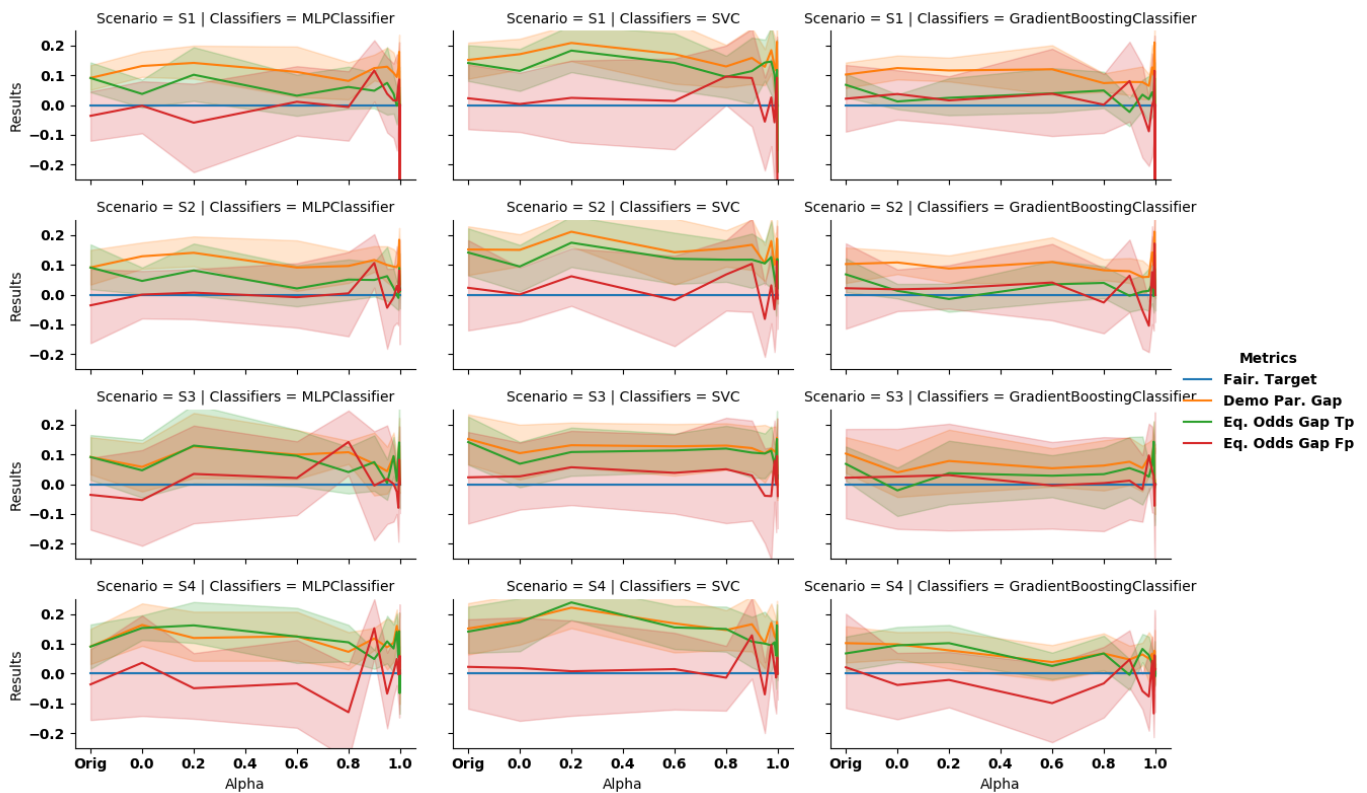 Scenario = S1 | Classifiers = MLPClassifier
Scenario = S1 | Classifiers = SVC
Scenario = S1 | Classifiers = GradientBoostingClassifier
0.2
0.1
0.0
−0.1
−0.2
Results
Scenario = S2 | Classifiers = MLPClassifier
Scenario = S2 | Classifiers = SVC
Scenario = S2 | Classifiers = GradientBoostingClassifier
0.2
0.1
0.0
−0.1
−0.2
Results
Metrics
Fair. Target
Demo Par. Gap
Eq. Odds Gap Tp
Eq. Odds Gap Fp
Scenario = S3 | Classifiers = MLPClassifier
Scenario = S3 | Classifiers = SVC
Scenario = S3 | Classifiers = GradientBoostingClassifier
0.2
0.1
0.0
−0.1
−0.2
Results
Scenario = S4 | Classifiers = MLPClassifier
Scenario = S4 | Classifiers = SVC
Scenario = S4 | Classifiers = GradientBoostingClassifier
0.2
0.1
0.0
−0.1
−0.2
Results
Orig 0.0 0.2 0.4 0.6 0.8 1.0
Alpha
Orig 0.0 0.2 0.4 0.6 0.8 1.0
Alpha
Orig 0.0 0.2 0.4 0.6 0.8 1.0
Alpha